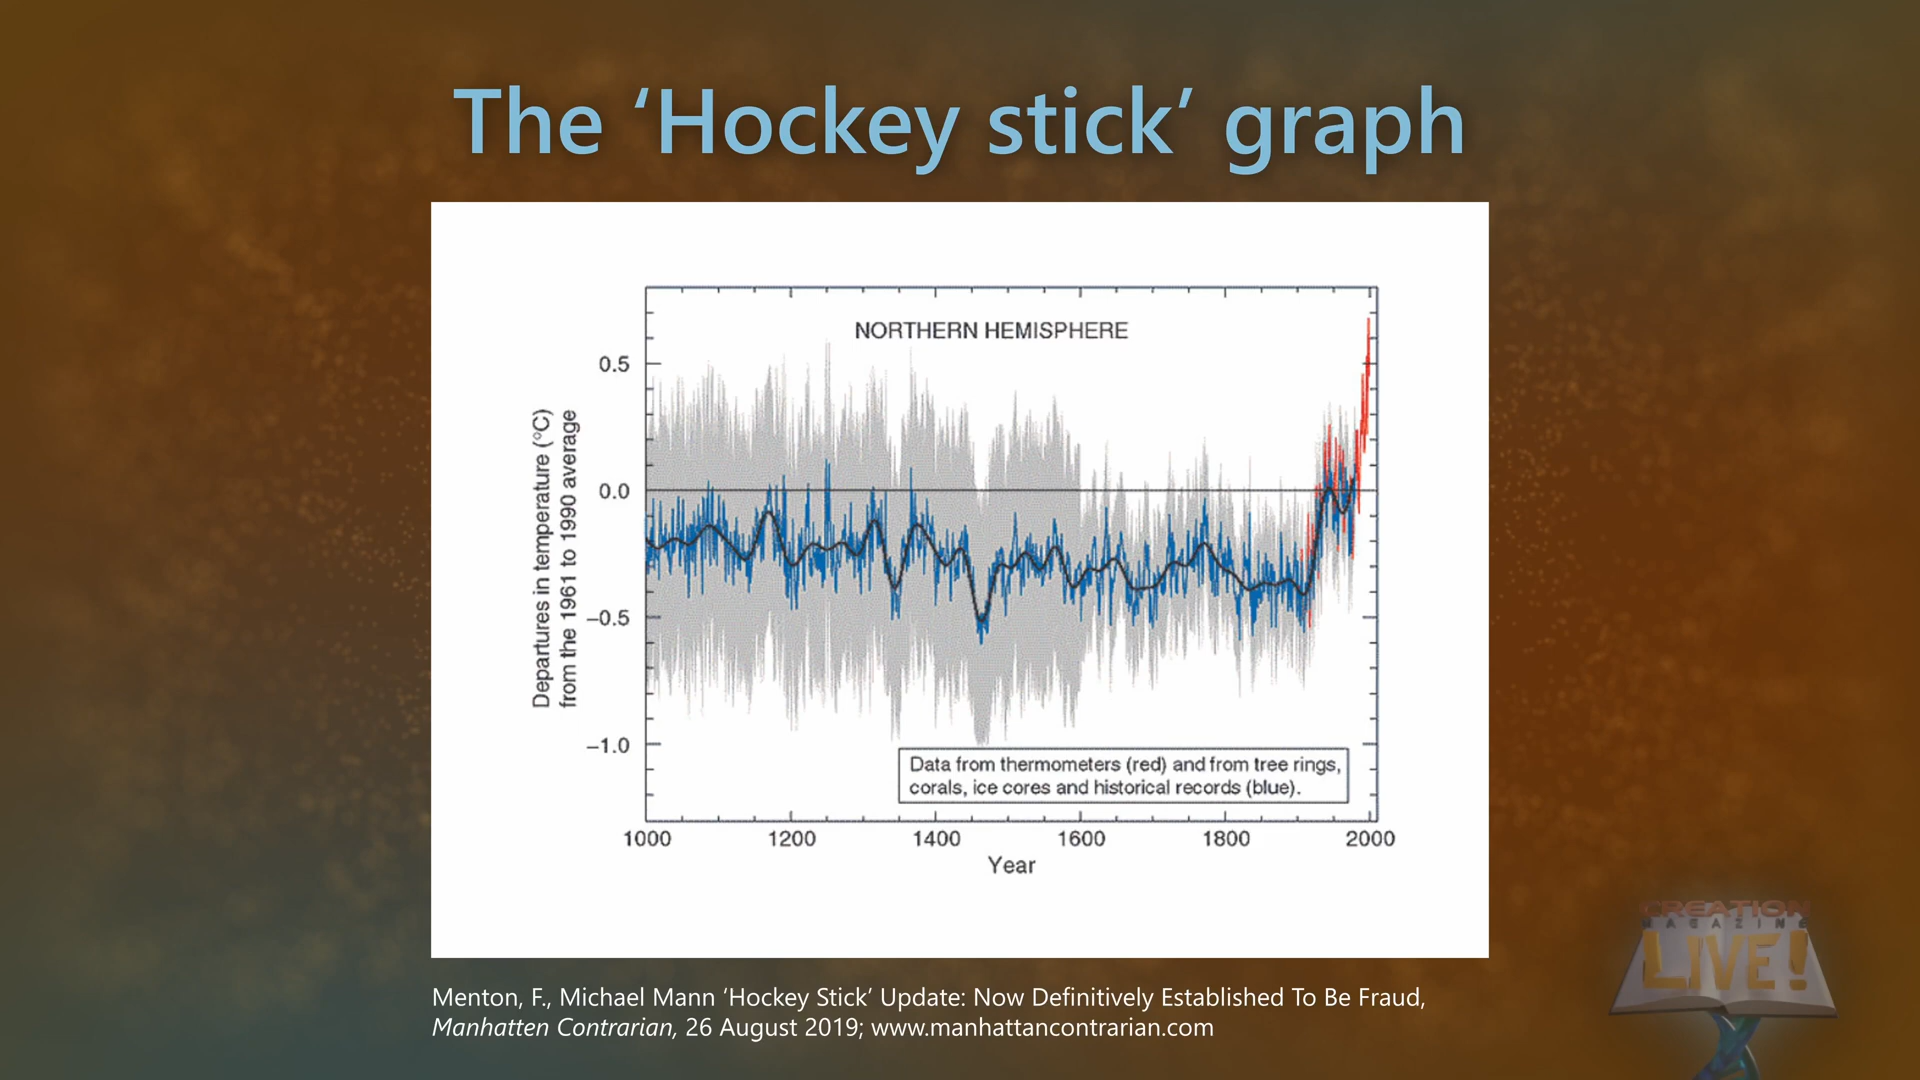 The ‘Hockey stick’ graph
NORTHERN HEMISPHERE
Departures in temperature (°C)
from the 1961 to 1990 average
0.5
0.0
−0.5
−1.0
Data from thermometers (red) and from tree rings,
corals, ice cores and historical records (blue).
1000 1200 1400 1600 1800 2000
Year
Menton, F., Michael Mann ‘Hockey Stick’ Update: Now Definitively Established To Be Fraud,
Manhatten Contrarian, 26 August 2019; www.manhattancontrarian.com
CREATION
MAGAZINE
LIVE!